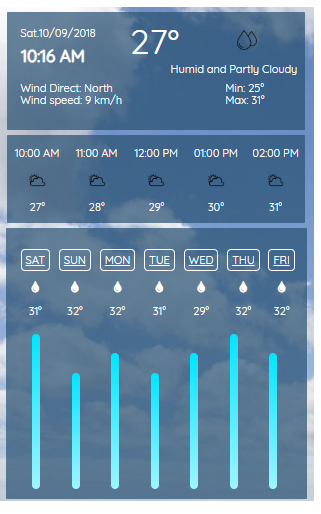 Sat.10/09/2018
10:16 AM
27°
Humid and Partly Cloudy
Wind Direct: North
Wind speed: 9 km/h
Min: 25°
Max: 31°
10:00 AM 11:00 AM 12:00 PM 01:00 PM 02:00 PM
27° 28° 29° 30° 31°
SAT SUN MON TUE WED THU FRI
31° 32° 32° 31° 29° 32° 32°